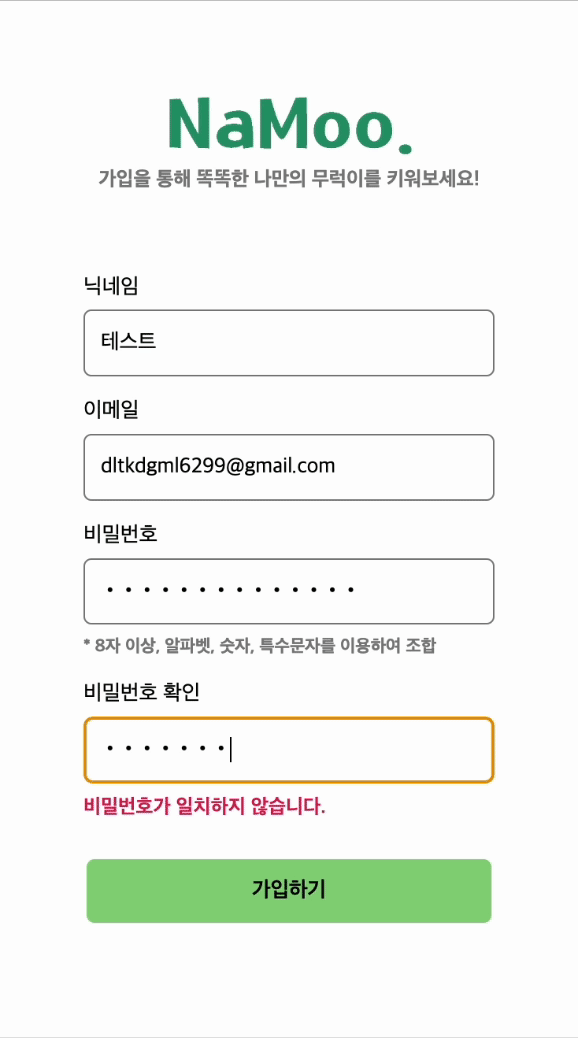 NaMoo.
가입을 통해 똑똑한 나만의 무럭이를 키워보세요!
닉네임
테스트
이메일
dltkdgml6299@gmail.com
비밀번호
• • • • • • • • • • • • • •
* 8자 이상, 알파벳, 숫자, 특수문자를 이용하여 조합
비밀번호 확인
• • • • • • •
비밀번호가 일치하지 않습니다.
가입하기